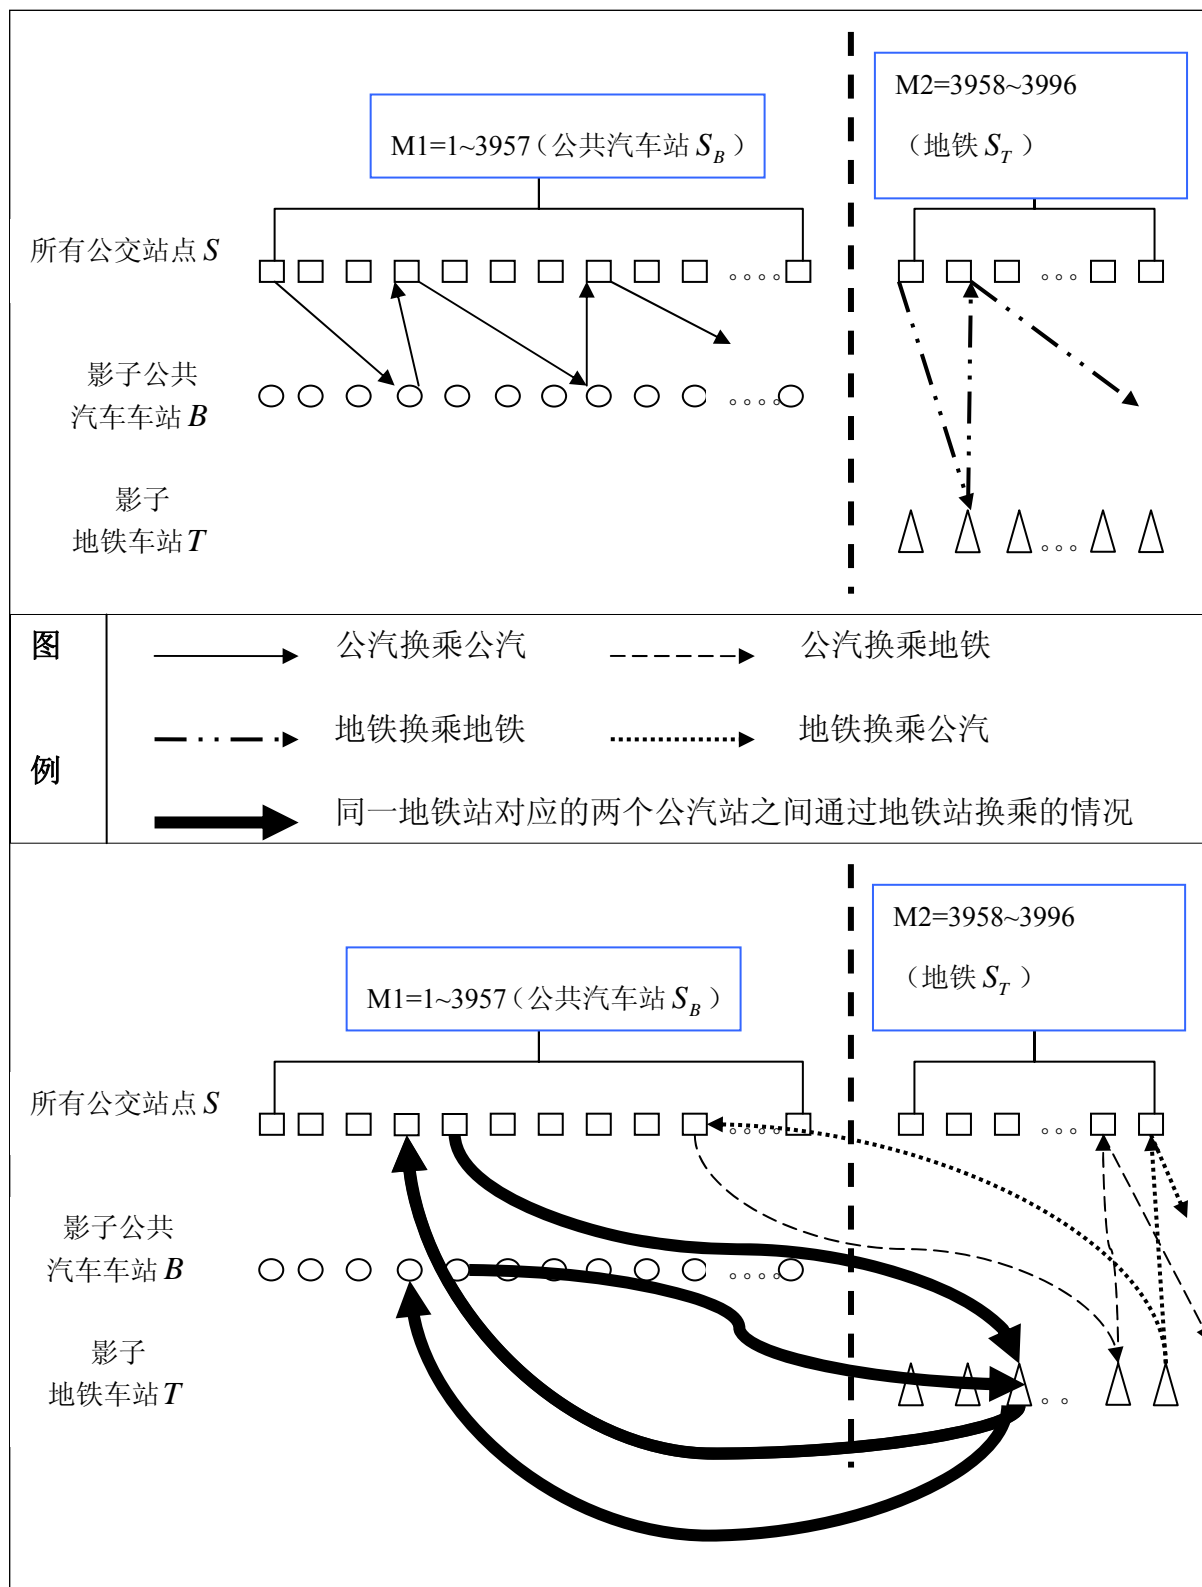 M1=1~3957（公共汽车站 S_B ）
M2=3958~3996
（地铁 S_T ）
所有公交站点 S
影子公共
汽车车站 B
影子
地铁车站 T
图
例
公汽换乘公汽
公汽换乘地铁
地铁换乘地铁
地铁换乘公汽
同一地铁站对应的两个公汽站之间通过地铁站换乘的情况
M1=1~3957（公共汽车站 S_B ）
M2=3958~3996
（地铁 S_T ）
所有公交站点 S
影子公共
汽车车站 B
影子
地铁车站 T